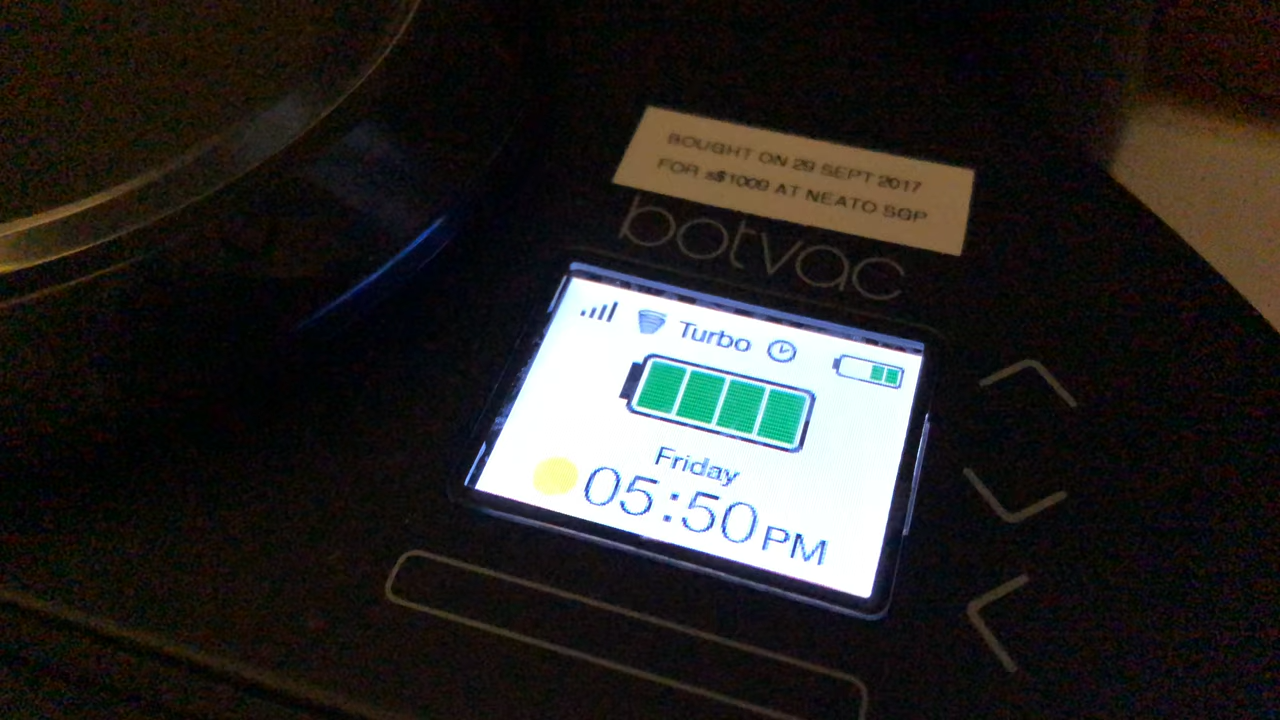 BOUGHT ON 29 SEPT 2017
FOR s$1009 AT NEATO SGP
botvac
Turbo
Friday
05:50 PM